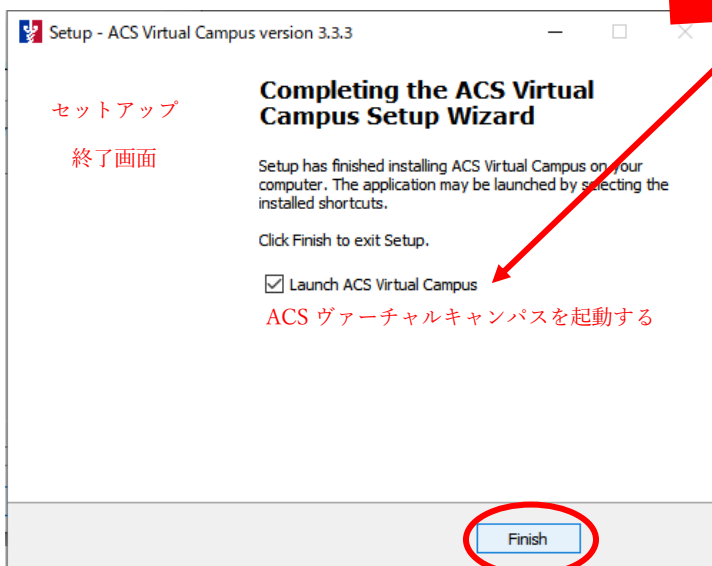 Setup - ACS Virtual Campus version 3.3.3
セットアップ
終了画面
Completing the ACS Virtual
Campus Setup Wizard
Setup has finished installing ACS Virtual Campus on your
computer. The application may be launched by selecting the
installed shortcuts.
Click Finish to exit Setup.
Launch ACS Virtual Campus
ACS ヴァーチャルキャンパスを起動する
Finish